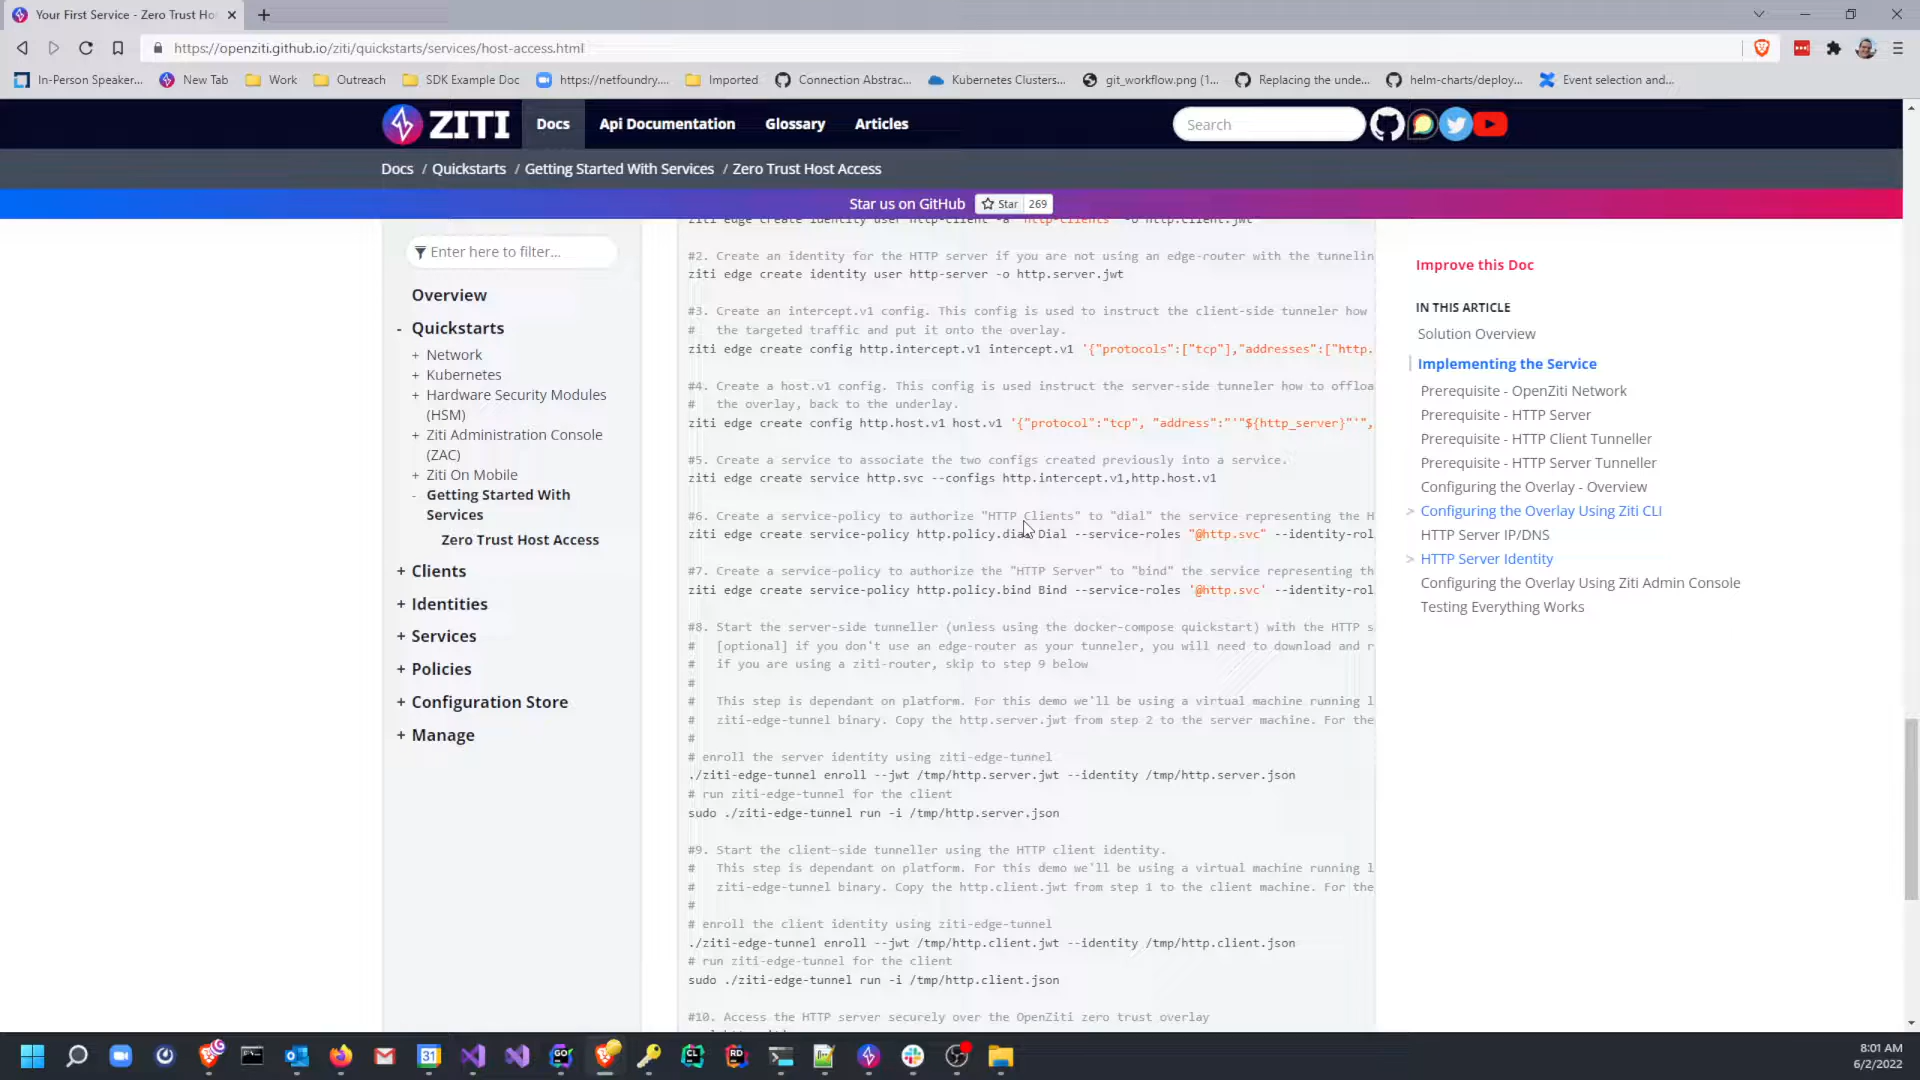 Your First Service - Zero Trust Ho
https://openziti.github.io/ziti/quickstarts/services/host-access.html
In-Person Speaker...
New Tab
Work
Outreach
SDK Example Doc
https://netfoundry....
Imported
Connection Abstrac...
Kubernetes Clusters...
git_workflow.png (1...
Replacing the unde...
helm-charts/deploy...
Event selection and...
ZITI
Docs
Api Documentation
Glossary
Articles
Search
Docs / Quickstarts / Getting Started With Services / Zero Trust Host Access
Star us on GitHub
Star
269
Enter here to filter...
Overview
- Quickstarts
+ Network
+ Kubernetes
+ Hardware Security Modules
(HSM)
+ Ziti Administration Console
(ZAC)
+ Ziti On Mobile
- Getting Started With
Services
Zero Trust Host Access
+ Clients
+ Identities
+ Services
+ Policies
+ Configuration Store
+ Manage
ziti edge create identity user http-client -a "http-clients" -o http.client.jwt
#2. Create an identity for the HTTP server if you are not using an edge-router with the tunnelin
ziti edge create identity user http-server -o http.server.jwt
#3. Create an intercept.v1 config. This config is used to instruct the client-side tunneler how
#   the targeted traffic and put it onto the overlay.
ziti edge create config http.intercept.v1 intercept.v1 '{"protocols":["tcp"],"addresses":["http.
#4. Create a host.v1 config. This config is used instruct the server-side tunneler how to offloa
#   the overlay, back to the underlay.
ziti edge create config http.host.v1 host.v1 '{"protocol":"tcp", "address":"'"${http_server}"'",
#5. Create a service to associate the two configs created previously into a service.
ziti edge create service http.svc --configs http.intercept.v1,http.host.v1
#6. Create a service-policy to authorize "HTTP Clients" to "dial" the service representing the H
ziti edge create service-policy http.policy.dial Dial --service-roles "@http.svc" --identity-rol
#7. Create a service-policy to authorize the "HTTP Server" to "bind" the service representing th
ziti edge create service-policy http.policy.bind Bind --service-roles '@http.svc' --identity-rol
#8. Start the server-side tunneller (unless using the docker-compose quickstart) with the HTTP s
#   [optional] if you don't use an edge-router as your tunneler, you will need to download and r
#   if you are using a ziti-router, skip to step 9 below
#
#   This step is dependant on platform. For this demo we'll be using a virtual machine running l
#   ziti-edge-tunnel binary. Copy the http.server.jwt from step 2 to the server machine. For the
#
# enroll the server identity using ziti-edge-tunnel
./ziti-edge-tunnel enroll --jwt /tmp/http.server.jwt --identity /tmp/http.server.json
# run ziti-edge-tunnel for the client
sudo ./ziti-edge-tunnel run -i /tmp/http.server.json
#9. Start the client-side tunneller using the HTTP client identity.
#   This step is dependant on platform. For this demo we'll be using a virtual machine running l
#   ziti-edge-tunnel binary. Copy the http.client.jwt from step 1 to the client machine. For the
#
# enroll the client identity using ziti-edge-tunnel
./ziti-edge-tunnel enroll --jwt /tmp/http.client.jwt --identity /tmp/http.client.json
# run ziti-edge-tunnel for the client
sudo ./ziti-edge-tunnel run -i /tmp/http.client.json
#10. Access the HTTP server securely over the OpenZiti zero trust overlay
Improve this Doc
IN THIS ARTICLE
Solution Overview
Implementing the Service
Prerequisite - OpenZiti Network
Prerequisite - HTTP Server
Prerequisite - HTTP Client Tunneller
Prerequisite - HTTP Server Tunneller
Configuring the Overlay - Overview
> Configuring the Overlay Using Ziti CLI
HTTP Server IP/DNS
> HTTP Server Identity
Configuring the Overlay Using Ziti Admin Console
Testing Everything Works
8:01 AM
6/2/2022